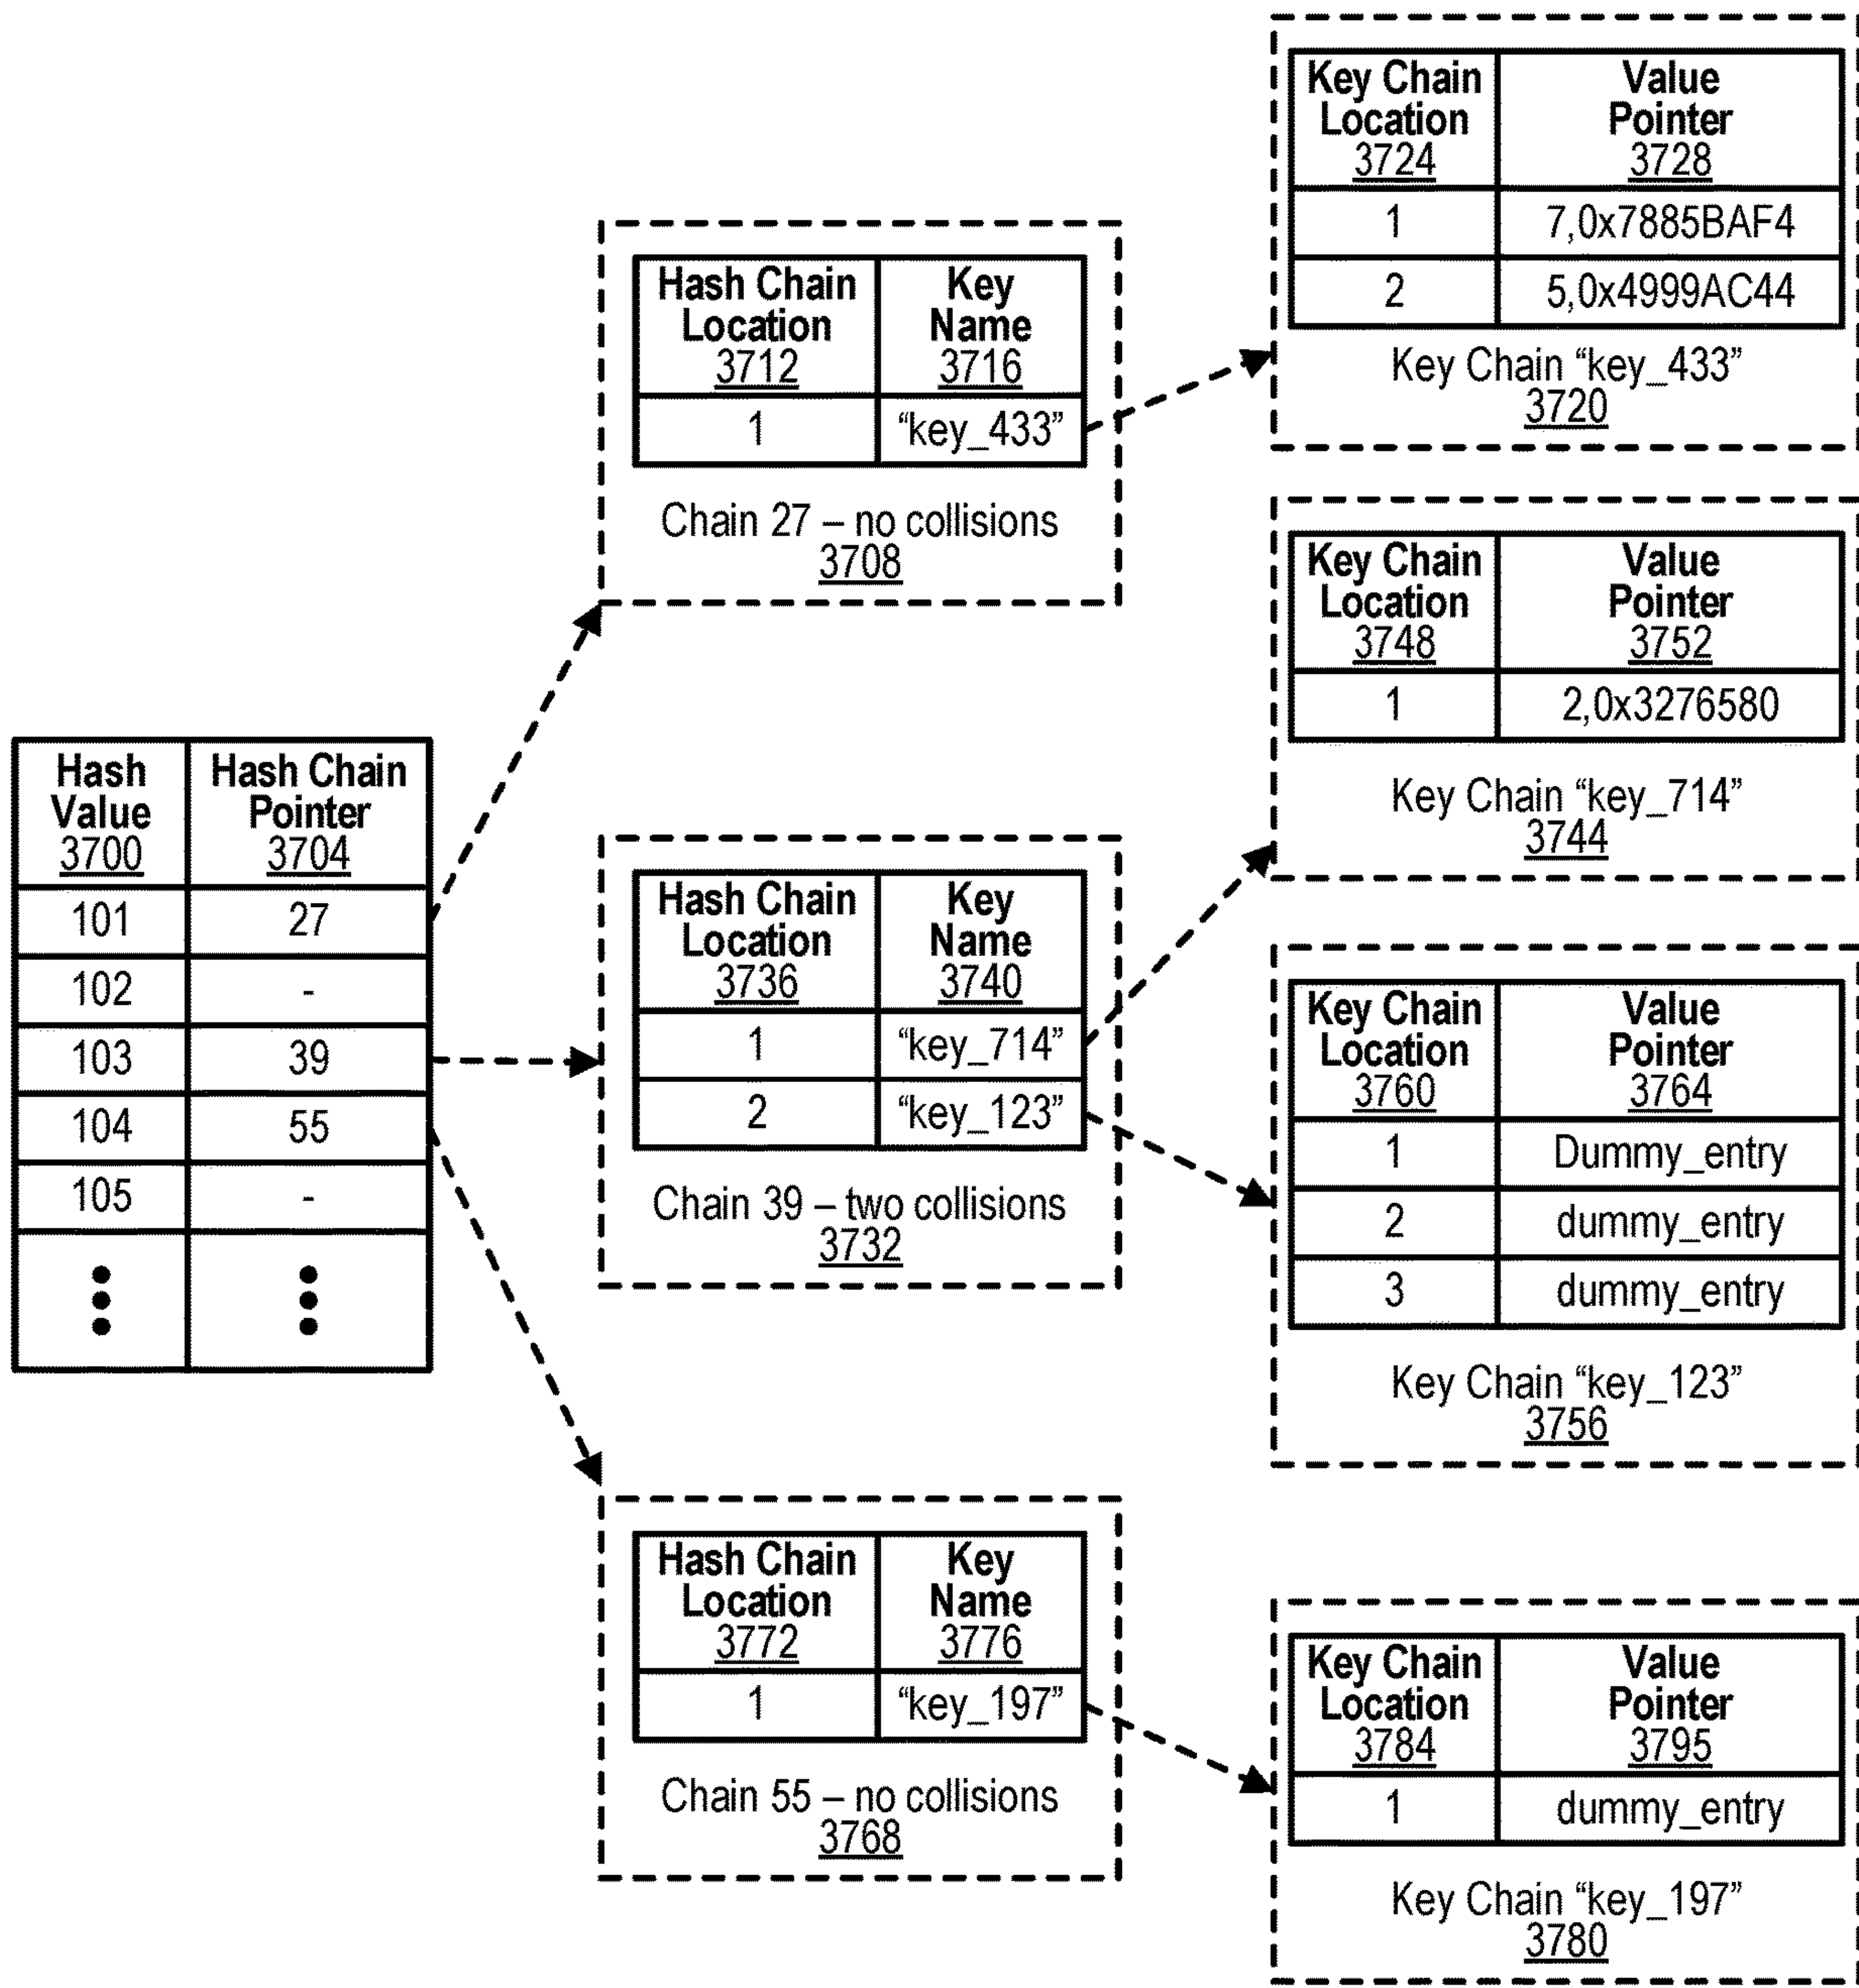 Hash Value 3700 Hash Chain Pointer 3704
101 27
102 -
103 39
104 55
105 -
Hash Chain Location 3712 Key Name 3716
1 “key_433”
Chain 27 – no collisions
3708
Hash Chain Location 3736 Key Name 3740
1 “key_714”
2 “key_123”
Chain 39 – two collisions
3732
Hash Chain Location 3772 Key Name 3776
1 “key_197”
Chain 55 – no collisions
3768
Key Chain Location 3724 Value Pointer 3728
1 7,0x7885BAF4
2 5,0x4999AC44
Key Chain “key_433”
3720
Key Chain Location 3748 Value Pointer 3752
1 2,0x3276580
Key Chain “key_714”
3744
Key Chain Location 3760 Value Pointer 3764
1 Dummy_entry
2 dummy_entry
3 dummy_entry
Key Chain “key_123”
3756
Key Chain Location 3784 Value Pointer 3795
1 dummy_entry
Key Chain “key_197”
3780